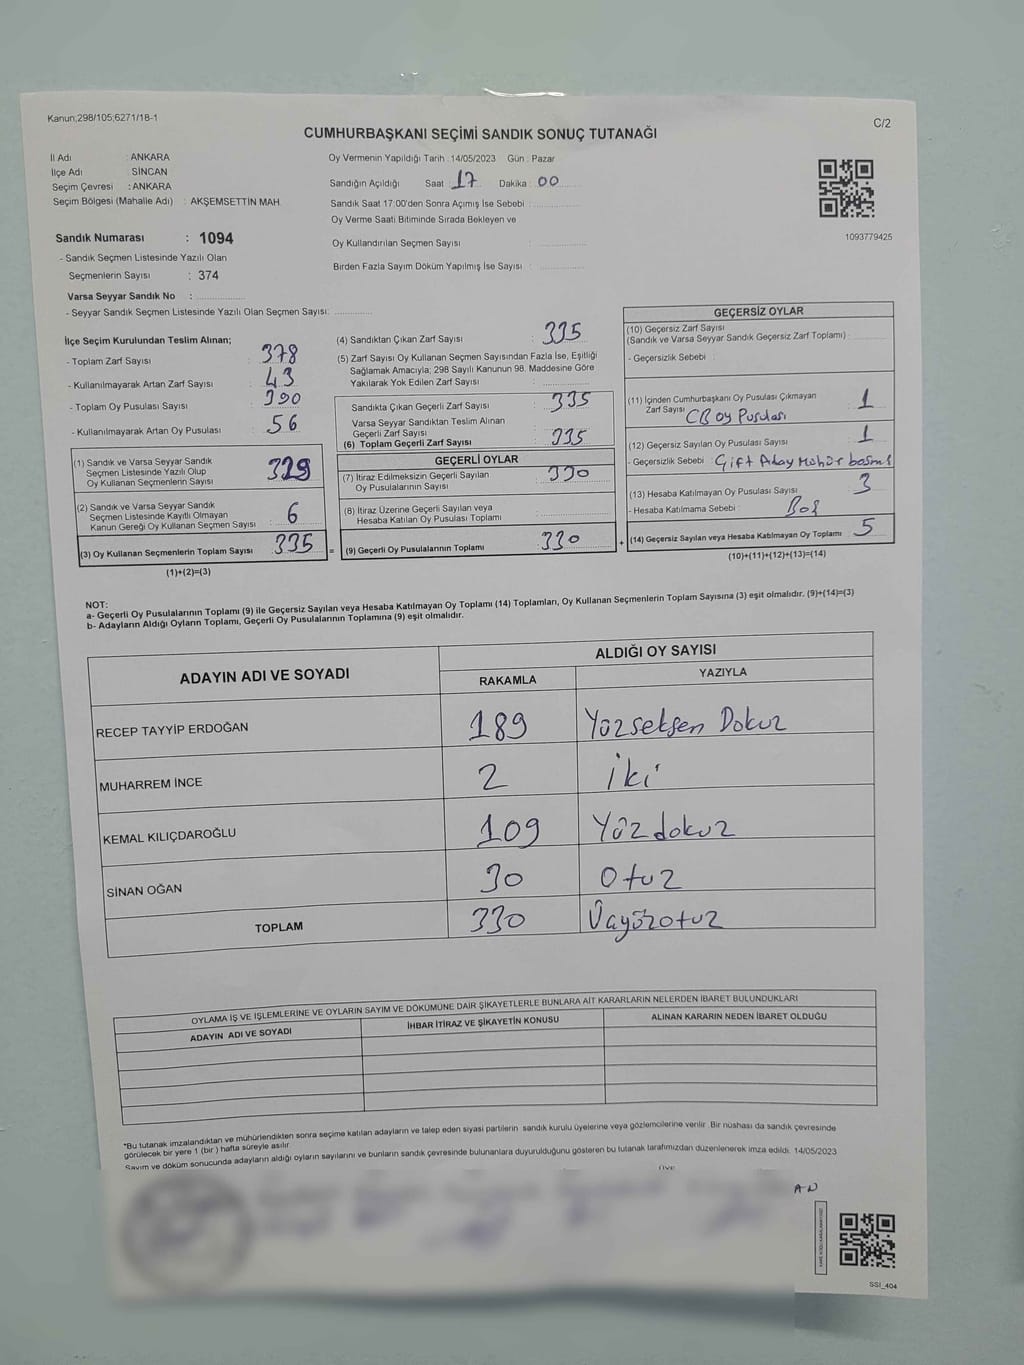 Kanun;298/105;6271/18-1
C/2
CUMHURBAŞKANI SEÇİMİ SANDIK SONUÇ TUTANAĞI
İl Adı : ANKARA
İlçe Adı : SİNCAN
Seçim Çevresi : ANKARA
Seçim Bölgesi (Mahalle Adı) : AKŞEMSETTİN MAH.
Oy Vermenin Yapıldığı Tarih : 14/05/2023 Gün : Pazar
Sandığın Açıldığı Saat : 17 Dakika : 00
Sandık Saat 17:00'den Sonra Açımış İse Sebebi :
Oy Verme Saati Bitiminde Sırada Bekleyen ve
Oy Kullandırılan Seçmen Sayısı :
Birden Fazla Sayım Döküm Yapılmış İse Sayısı :
1093779425
Sandık Numarası : 1094
- Sandık Seçmen Listesinde Yazılı Olan
Seçmenlerin Sayısı : 374
Varsa Seyyar Sandık No :
- Seyyar Sandık Seçmen Listesinde Yazılı Olan Seçmen Sayısı:
İlçe Seçim Kurulundan Teslim Alınan;
- Toplam Zarf Sayısı : 378
- Kullanılmayarak Artan Zarf Sayısı : 43
- Toplam Oy Pusulası Sayısı : 390
- Kullanılmayarak Artan Oy Pusulası : 56
(1) Sandık ve Varsa Seyyar Sandık
Seçmen Listesinde Yazılı Olup
Oy Kullanan Seçmenlerin Sayısı : 329
(2) Sandık ve Varsa Seyyar Sandık
Seçmen Listesinde Kayıtlı Olmayan
Kanun Gereği Oy Kullanan Seçmen Sayısı : 6
(3) Oy Kullanan Seçmenlerin Toplam Sayısı : 335
(1)+(2)=(3)
(4) Sandıktan Çıkan Zarf Sayısı : 335
(5) Zarf Sayısı Oy Kullanan Seçmen Sayısından Fazla İse, Eşitliği
Sağlamak Amacıyla; 298 Sayılı Kanunun 98. Maddesine Göre
Yakılarak Yok Edilen Zarf Sayısı :
Sandıkta Çıkan Geçerli Zarf Sayısı : 335
Varsa Seyyar Sandıktan Teslim Alınan
Geçerli Zarf Sayısı :
(6) Toplam Geçerli Zarf Sayısı : 335
GEÇERLİ OYLAR
(7) İtiraz Edilmeksizin Geçerli Sayılan
Oy Pusulalarının Sayısı : 330
(8) İtiraz Üzerine Geçerli Sayılan veya
Hesaba Katılan Oy Pusulası Toplamı :
= (9) Geçerli Oy Pusulalarının Toplamı : 330 +
GEÇERSİZ OYLAR
(10) Geçersiz Zarf Sayısı
(Sandık ve Varsa Seyyar Sandık Geçersiz Zarf Toplamı) :
- Geçersizlik Sebebi :
(11) İçinden Cumhurbaşkanı Oy Pusulası Çıkmayan
Zarf Sayısı : 1
CB oy Pusulası
(12) Geçersiz Sayılan Oy Pusulası Sayısı : 1
- Geçersizlik Sebebi : Çift Aday Mühür basması
(13) Hesaba Katılmayan Oy Pusulası Sayısı : 3
- Hesaba Katılmama Sebebi : Boş
(14) Geçersiz Sayılan veya Hesaba Katılmayan Oy Toplamı : 5
(10)+(11)+(12)+(13)=(14)
NOT:
a- Geçerli Oy Pusulalarının Toplamı (9) ile Geçersiz Sayılan veya Hesaba Katılmayan Oy Toplamı (14) Toplamları, Oy Kullanan Seçmenlerin Toplam Sayısına (3) eşit olmalıdır. (9)+(14)=(3)
b- Adayların Aldığı Oyların Toplamı, Geçerli Oy Pusulalarının Toplamına (9) eşit olmalıdır.
ADAYIN ADI VE SOYADI
ALDIĞI OY SAYISI
RAKAMLA YAZIYLA
RECEP TAYYİP ERDOĞAN 189 Yüzseksen Dokuz
MUHARREM İNCE 2 iki
KEMAL KILIÇDAROĞLU 109 Yüzdokuz
SİNAN OĞAN 30 Otuz
TOPLAM 330 Üçyüzotuz
OYLAMA İŞ VE İŞLEMLERİNE VE OYLARIN SAYIM VE DÖKÜMÜNE DAİR ŞİKAYETLERLE BUNLARA AİT KARARLARIN NELERDEN İBARET BULUNDUKLARI
ADAYIN ADI VE SOYADI İHBAR İTİRAZ VE ŞİKAYETİN KONUSU ALINAN KARARIN NEDEN İBARET OLDUĞU
*Bu tutanak imzalandıktan ve mühürlendikten sonra seçime katılan adayların ve talep eden siyasi partilerin sandık kurulu üyelerine veya gözlemcilerine verilir. Bir nüshası da sandık çevresinde
görülecek bir yere 1 (bir) hafta süreyle asılır.
Sayım ve döküm sonucunda adayların aldığı oyların sayılarını ve bunların sandık çevresinde bulunanlara duyurulduğunu gösteren bu tutanak tarafımızdan düzenlenerek imza edildi. 14/05/2023
ÜYE
AN
SSİ_404